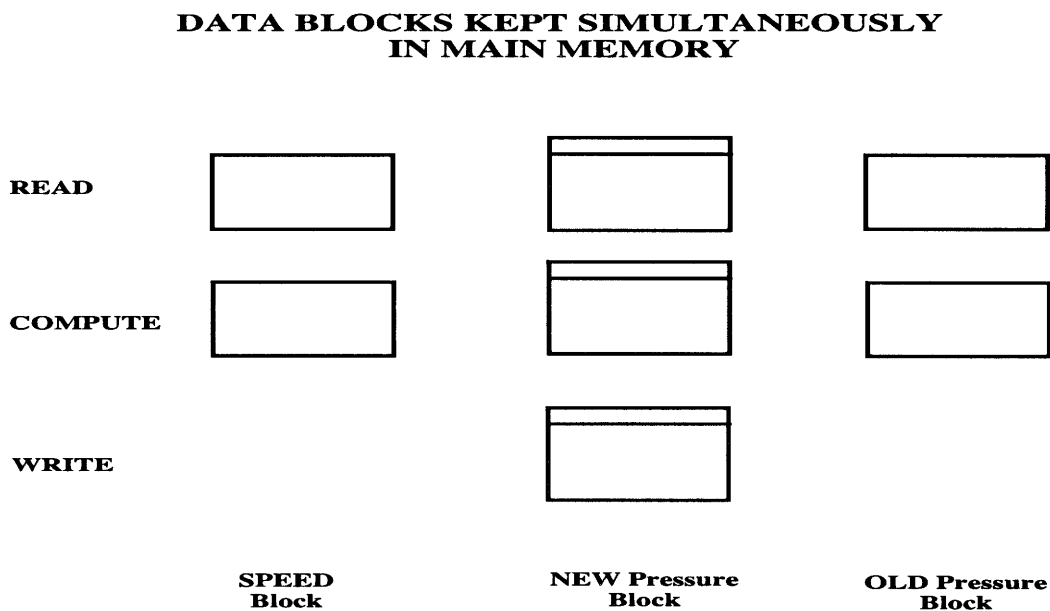 DATA BLOCKS KEPT SIMULTANEOUSLY
IN MAIN MEMORY
READ
COMPUTE
WRITE
SPEED
Block
NEW Pressure
Block
OLD Pressure
Block